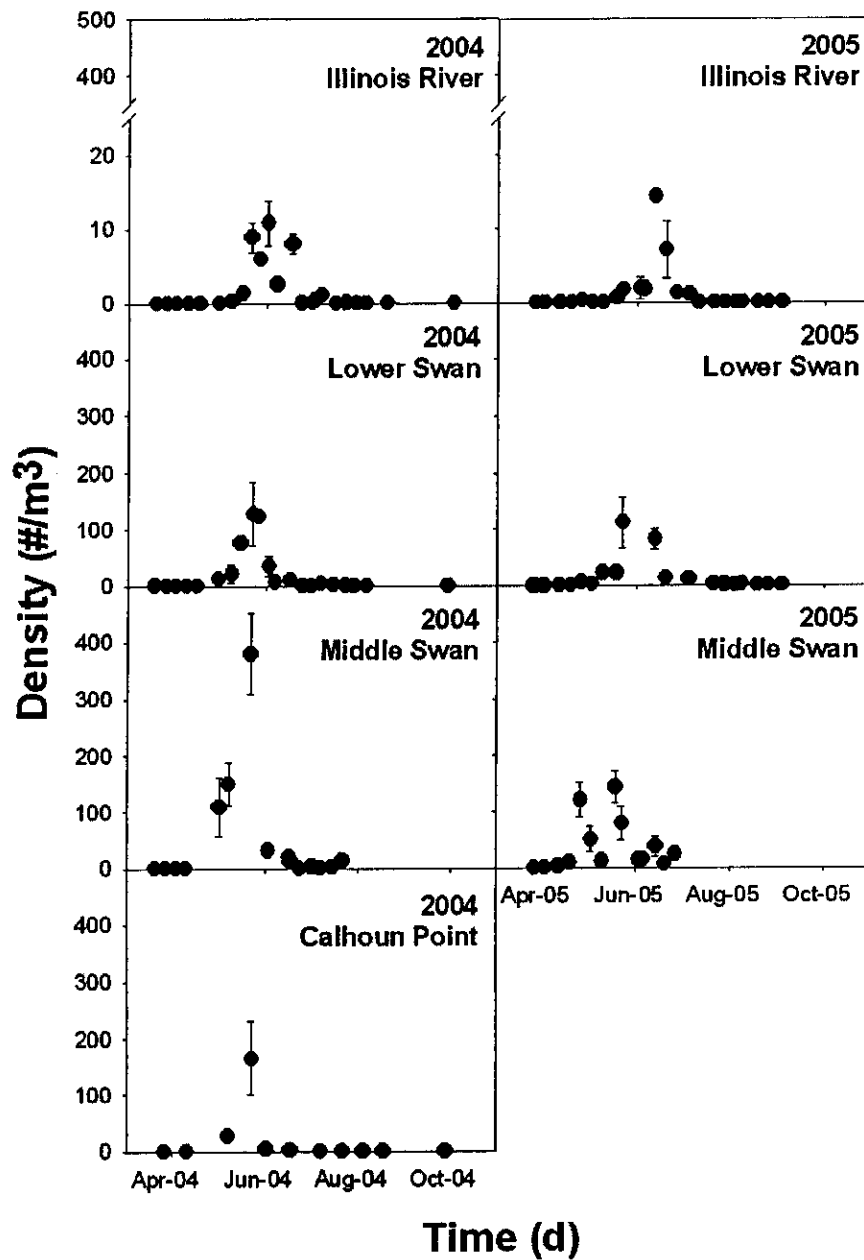 500
400
20
10
0
2004
Illinois River
2005
Illinois River
400
300
200
100
0
2004
Lower Swan
2005
Lower Swan
400
300
200
100
0
2004
Middle Swan
2005
Middle Swan
Apr-05 Jun-05 Aug-05 Oct-05
400
300
200
100
0
2004
Calhoun Point
Apr-04 Jun-04 Aug-04 Oct-04
Density (#/m³)
Time (d)